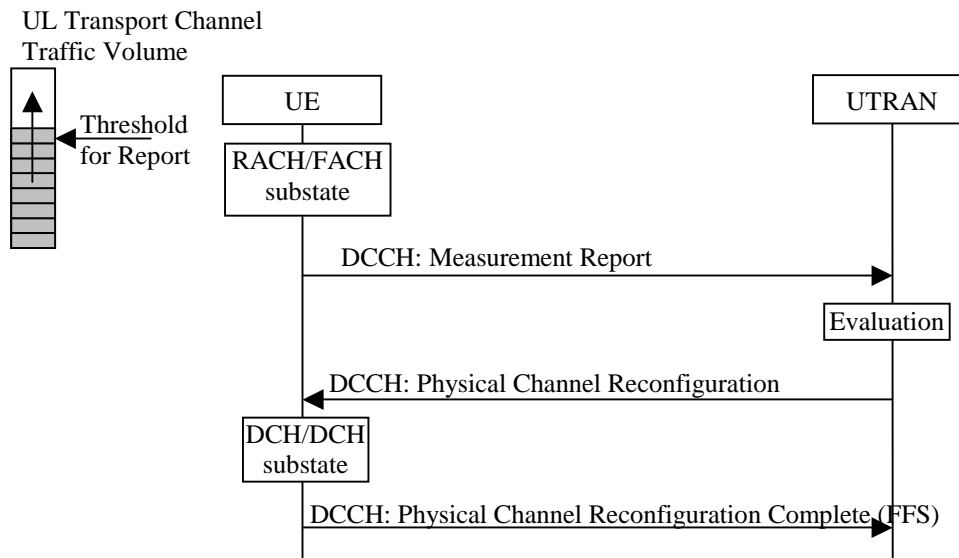 UL Transport Channel
Traffic Volume
UE
UTRAN
Threshold
for Report
RACH/FACH
substate
DCCH: Measurement Report
Evaluation
DCCH: Physical Channel Reconfiguration
DCH/DCH
substate
DCCH: Physical Channel Reconfiguration Complete (FFS)